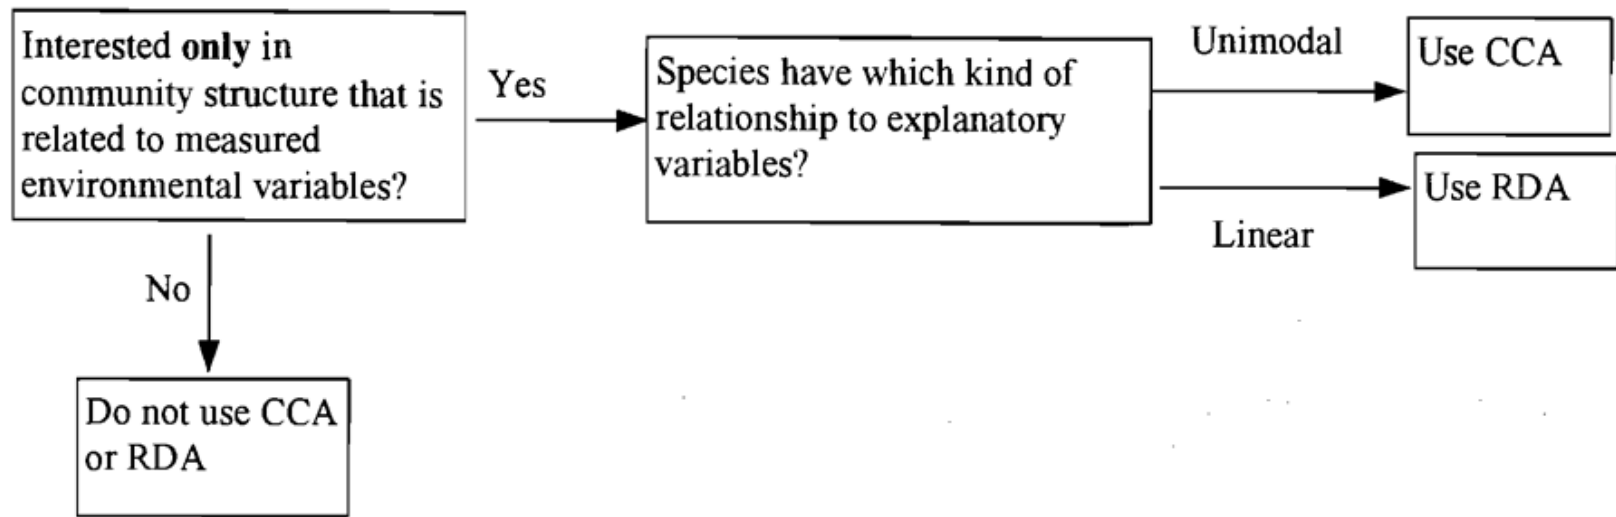 Interested only in
community structure that is
related to measured
environmental variables?
Yes
Species have which kind of
relationship to explanatory
variables?
Unimodal
Use CCA
Linear
Use RDA
No
Do not use CCA
or RDA